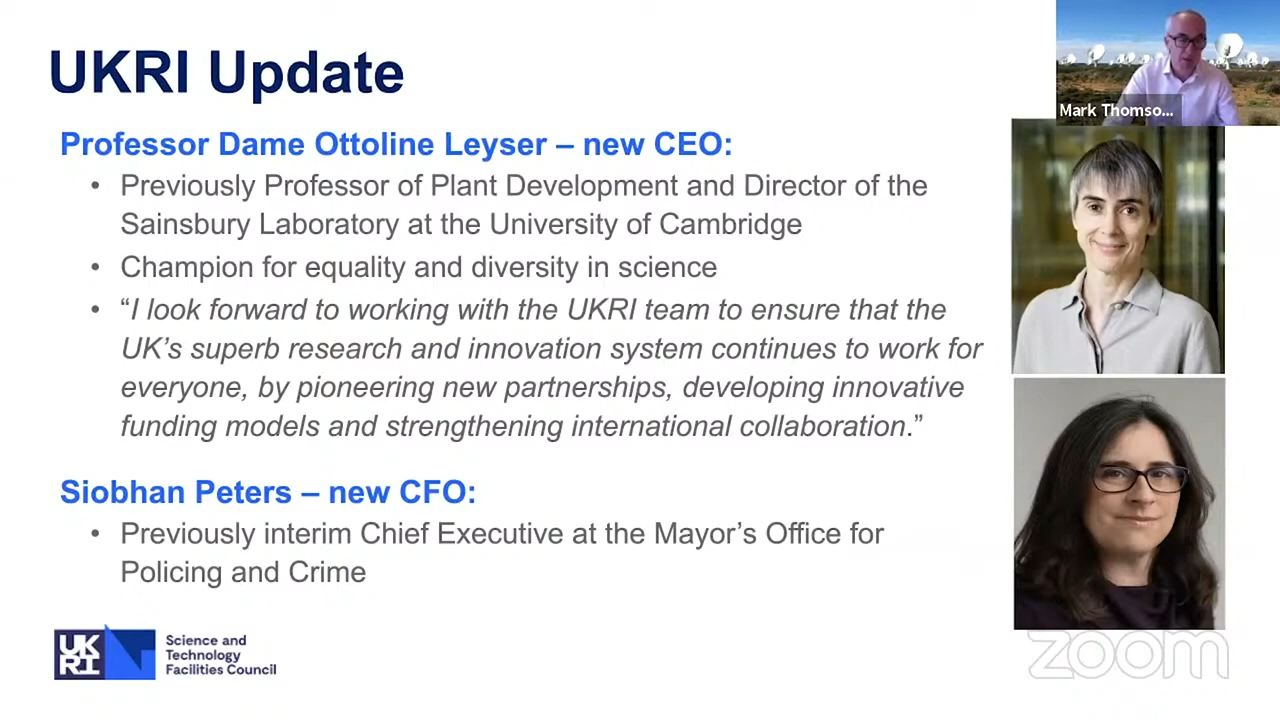 UKRI Update
Mark Thomso...
Professor Dame Ottoline Leyser – new CEO:
• Previously Professor of Plant Development and Director of the
Sainsbury Laboratory at the University of Cambridge
• Champion for equality and diversity in science
• “I look forward to working with the UKRI team to ensure that the
UK’s superb research and innovation system continues to work for
everyone, by pioneering new partnerships, developing innovative
funding models and strengthening international collaboration.”
Siobhan Peters – new CFO:
• Previously interim Chief Executive at the Mayor’s Office for
Policing and Crime
UK
RI
Science and
Technology
Facilities Council
zoom